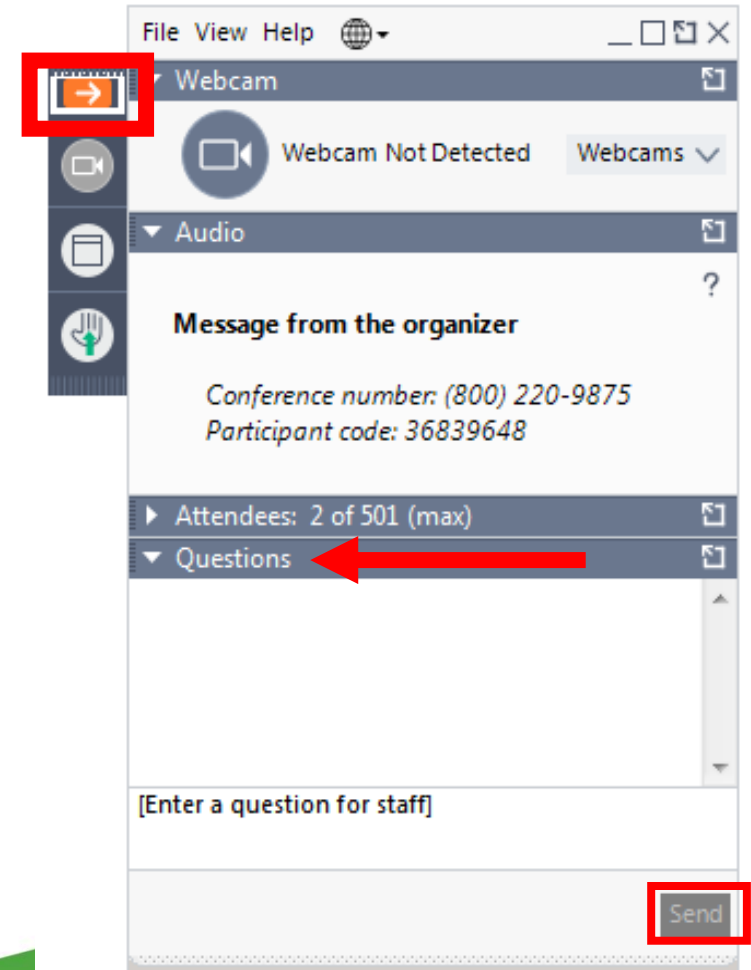 File View Help
Webcam
Webcam Not Detected Webcams
Audio
?
Message from the organizer
Conference number: (800) 220-9875
Participant code: 36839648
Attendees: 2 of 501 (max)
Questions
[Enter a question for staff]
Send